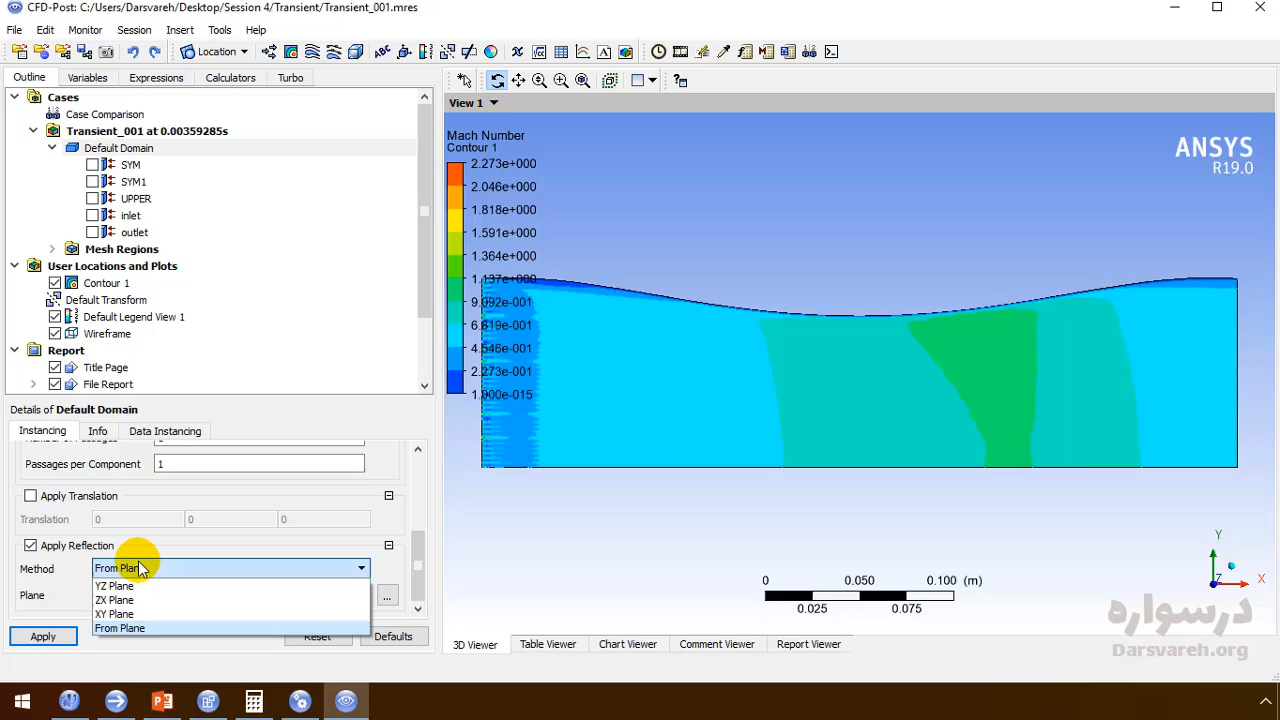 CFD-Post: C:/Users/Darsvareh/Desktop/Session 4/Transient/Transient_001.mres
File Edit Monitor Session Insert Tools Help
Location
Outline Variables Expressions Calculators Turbo
Cases
Case Comparison
Transient_001 at 0.00359285s
Default Domain
SYM
SYM1
UPPER
inlet
outlet
Mesh Regions
User Locations and Plots
Contour 1
Default Transform
Default Legend View 1
Wireframe
Report
Title Page
File Report
Details of Default Domain
Instancing Info Data Instancing
Passages per Component 1
Apply Translation
Translation 0 0 0
Apply Reflection
Method From Plane
YZ Plane
Plane ...
ZX Plane
XY Plane
From Plane
Apply Reset Defaults
View 1
Mach Number
Contour 1
2.273e+000
2.046e+000
1.818e+000
1.591e+000
1.364e+000
1.137e+000
9.092e-001
6.819e-001
4.546e-001
2.273e-001
1.000e-015
ANSYS
R19.0
0 0.050 0.100 (m)
0.025 0.075
Y
Z X
درسواره
Darsvareh.org
3D Viewer Table Viewer Chart Viewer Comment Viewer Report Viewer